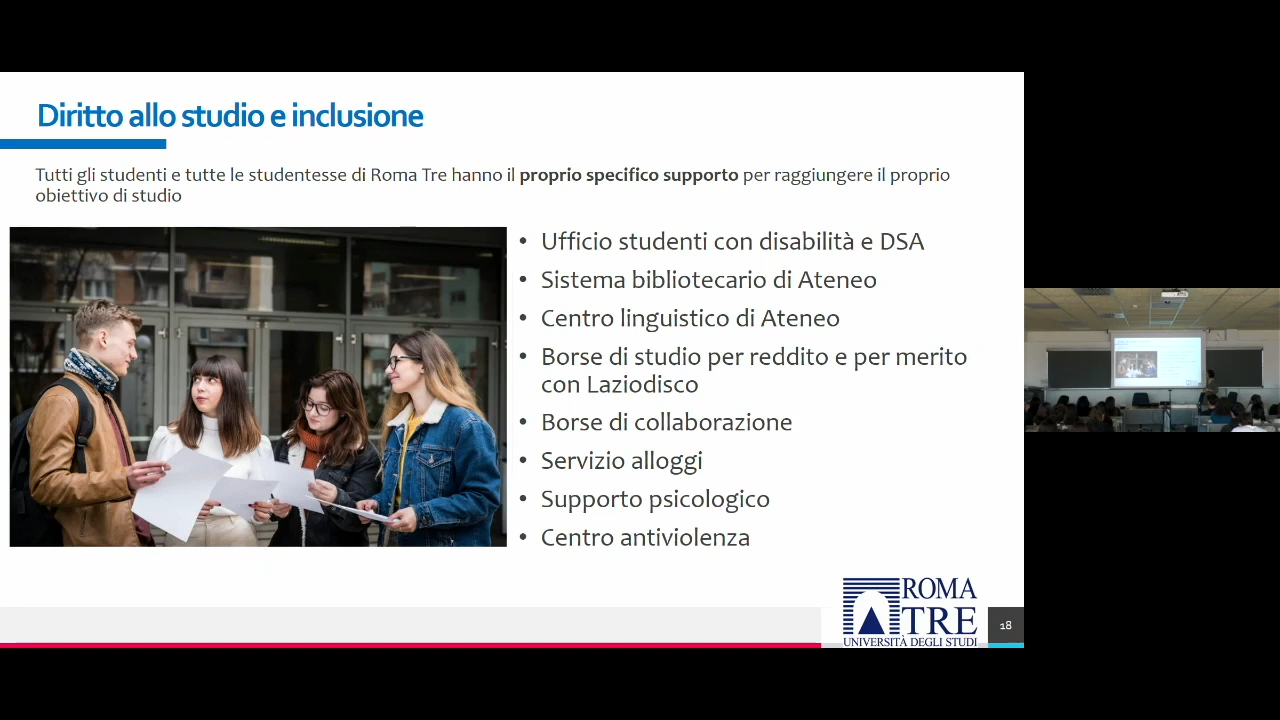 Diritto allo studio e inclusione
Tutti gli studenti e tutte le studentesse di Roma Tre hanno il proprio specifico supporto per raggiungere il proprio
obiettivo di studio
• Ufficio studenti con disabilità e DSA
• Sistema bibliotecario di Ateneo
• Centro linguistico di Ateneo
• Borse di studio per reddito e per merito
con Laziodisco
• Borse di collaborazione
• Servizio alloggi
• Supporto psicologico
• Centro antiviolenza
ROMA
TRE
UNIVERSITÀ DEGLI STUDI
18